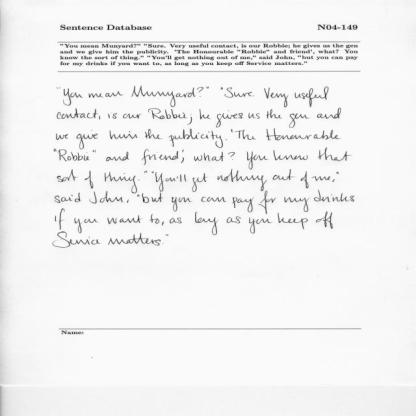 Sentence Database N04-149
"You mean Munyard?" "Sure. Very useful contact, is our Robbie; he gives us the gen
and we give him the publicity. 'The Honourable "Robbie" and friend', what? You
know the sort of thing." "You'll get nothing out of me," said John, "but you can pay
for my drinks if you want to, as long as you keep off Service matters."
"You mean Munyard?" "Sure Very useful
contact, is our Robbie, he gives us the gen and
we give him the publicity. 'The Honourable
"Robbie" and friend', what? You know that
sort of thing." "You'll get nothing out of me,"
said John, "but you can pay for my drinks
if you want to, as long as you keep off
Service matters."
Name: